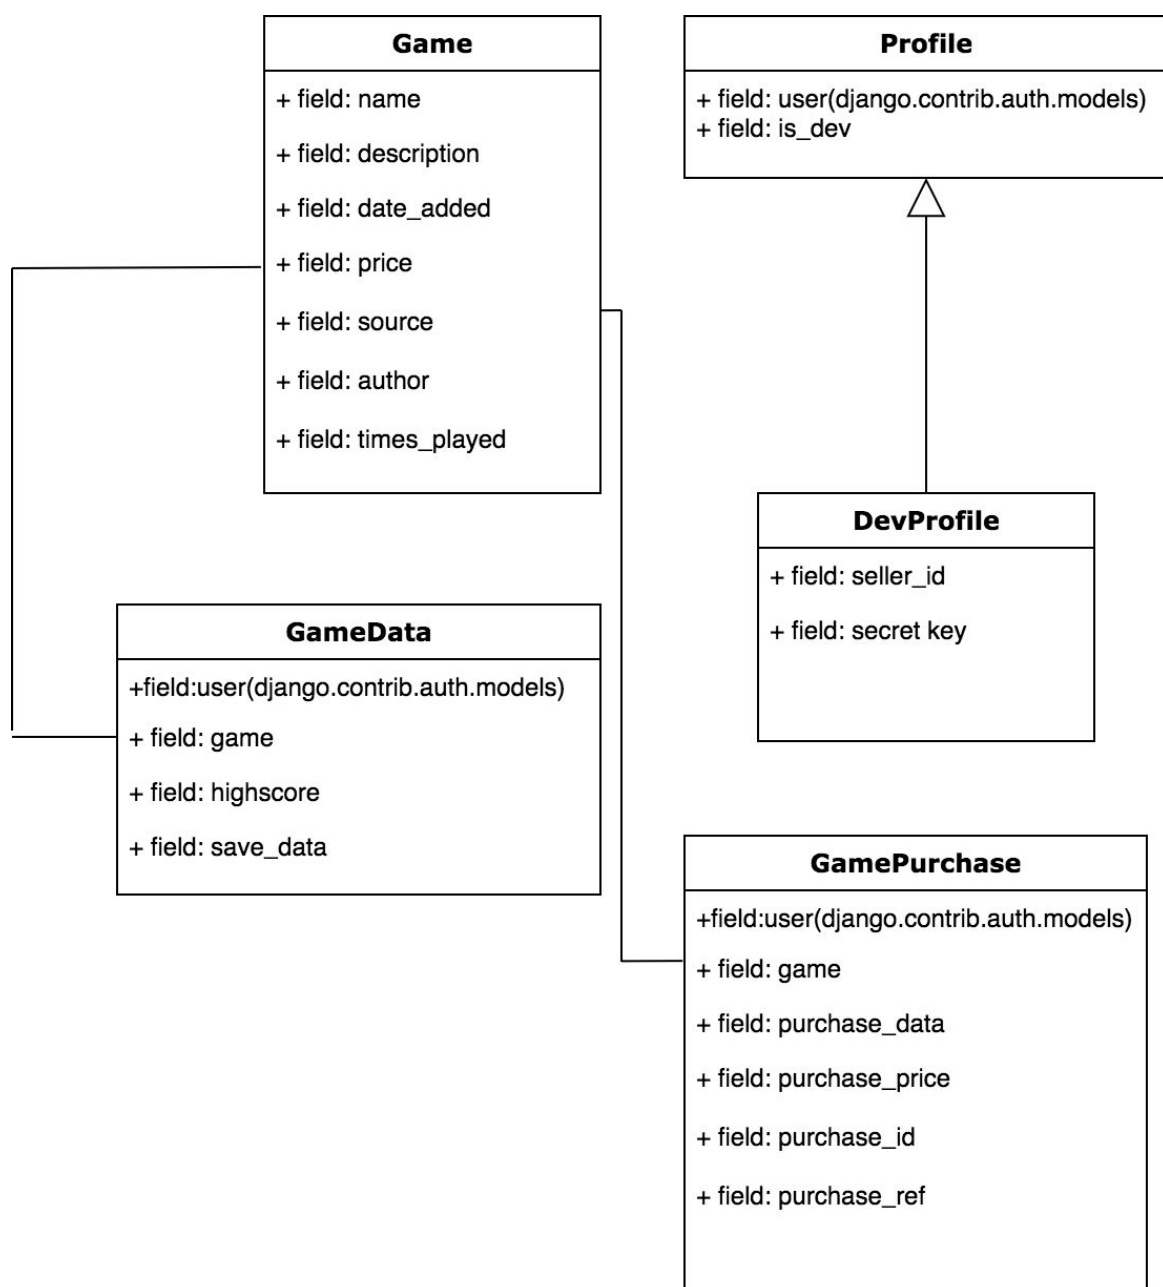 Game
+ field: name
+ field: description
+ field: date_added
+ field: price
+ field: source
+ field: author
+ field: times_played
Profile
+ field: user(django.contrib.auth.models)
+ field: is_dev
DevProfile
+ field: seller_id
+ field: secret key
GameData
+field:user(django.contrib.auth.models)
+ field: game
+ field: highscore
+ field: save_data
GamePurchase
+field:user(django.contrib.auth.models)
+ field: game
+ field: purchase_data
+ field: purchase_price
+ field: purchase_id
+ field: purchase_ref